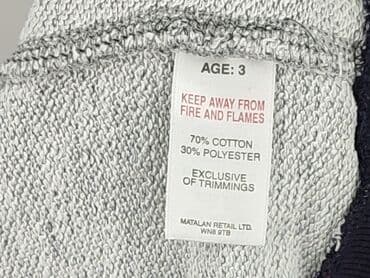 AGE: 3
KEEP AWAY FROM
FIRE AND FLAMES
70% COTTON
30% POLYESTER
EXCLUSIVE
OF TRIMMINGS
MATALAN RETAIL LTD.
WN8 9TB